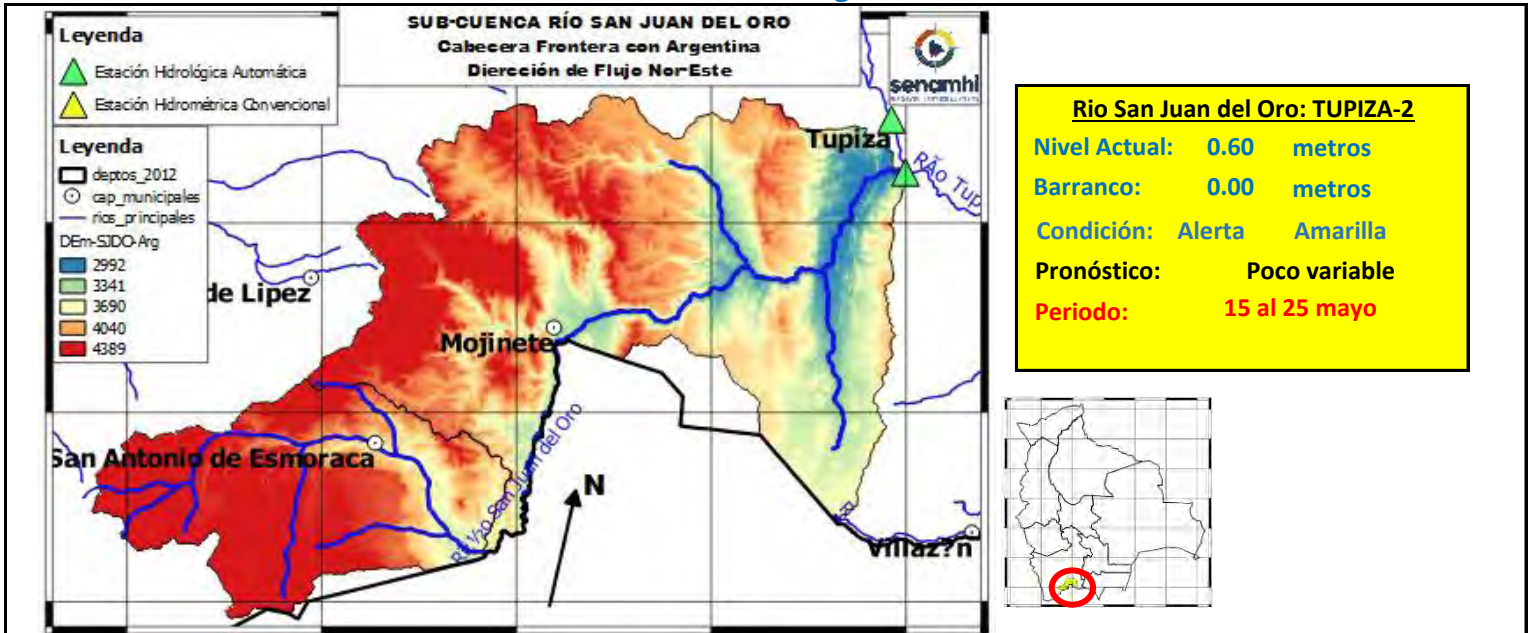 SUB-CUENCA RÍO SAN JUAN DEL ORO
Cabecera Frontera con Argentina
Diercción de Flujo Nor-Este
senamhi
Leyenda
Estación Hidrológica Automática
Estación Hidrométrica Convencional
Leyenda
deptos_2012
cap_municipales
rios_principales
DEm-SJDO-Arg
2992
3341
3690
4040
4389
Tupiza
RÃo Tup
de Lipez
Mojinete
San Antonio de Esmoraca
San Juan del Oro
N
Villaz?n
Rio San Juan del Oro: TUPIZA-2
Nivel Actual: 0.60 metros
Barranco: 0.00 metros
Condición: Alerta Amarilla
Pronóstico: Poco variable
Periodo: 15 al 25 mayo